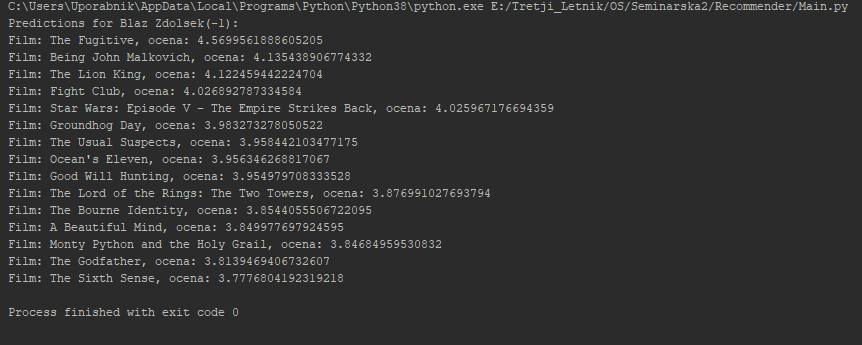 C:\Users\Uporabnik\AppData\Local\Programs\Python\Python38\python.exe E:/Tretji_Letnik/OS/Seminarska2/Recommender/Main.py
Predictions for Blaz Zdolsek(-1):
Film: The Fugitive, ocena: 4.5699561888605205
Film: Being John Malkovich, ocena: 4.135438906774332
Film: The Lion King, ocena: 4.122459442224704
Film: Fight Club, ocena: 4.026892787334584
Film: Star Wars: Episode V - The Empire Strikes Back, ocena: 4.025967176694359
Film: Groundhog Day, ocena: 3.983273278050522
Film: The Usual Suspects, ocena: 3.958442103477175
Film: Ocean's Eleven, ocena: 3.956346268817067
Film: Good Will Hunting, ocena: 3.954979708333528
Film: The Lord of the Rings: The Two Towers, ocena: 3.876991027693794
Film: The Bourne Identity, ocena: 3.8544055506722095
Film: A Beautiful Mind, ocena: 3.849977697924595
Film: Monty Python and the Holy Grail, ocena: 3.84684959530832
Film: The Godfather, ocena: 3.8139469406732607
Film: The Sixth Sense, ocena: 3.7776804192319218
Process finished with exit code 0